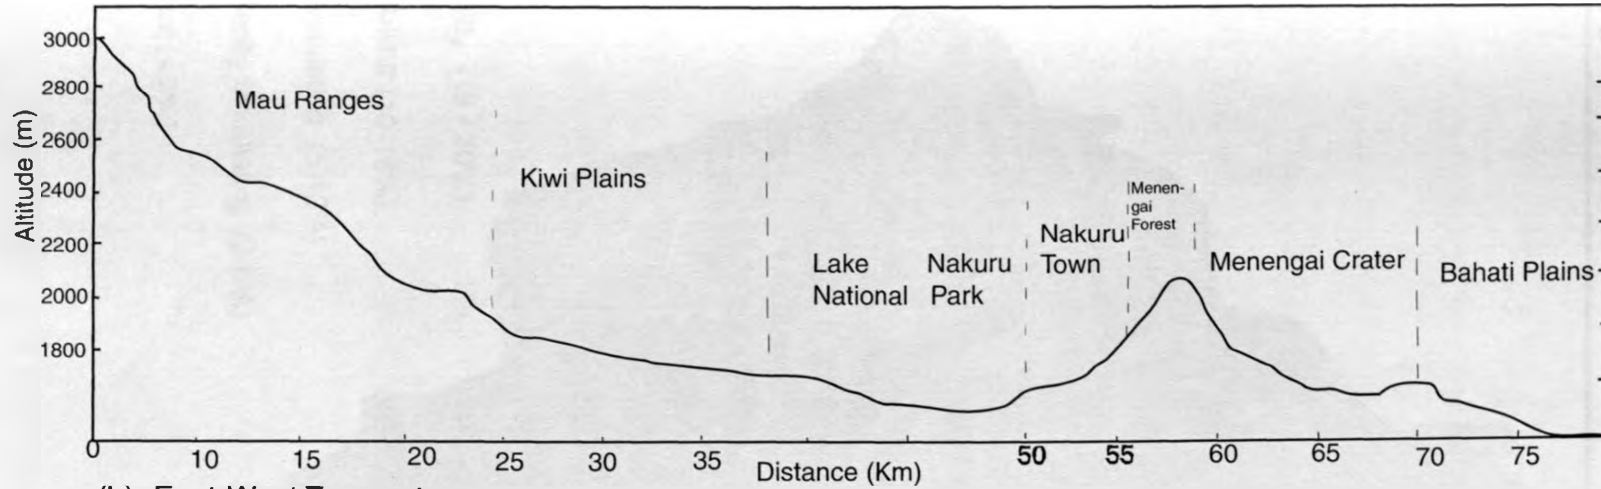 3000
2800
Mau Ranges
2600
2400
Kiwi Plains
Menen-
gai
Forest
2200
Nakuru
Town
Lake Nakuru
National Park
Menengai Crater
Bahati Plains
2000
1800
Altitude (m)
0 10 15 20 25 30 35 50 55 60 65 70 75
Distance (Km)